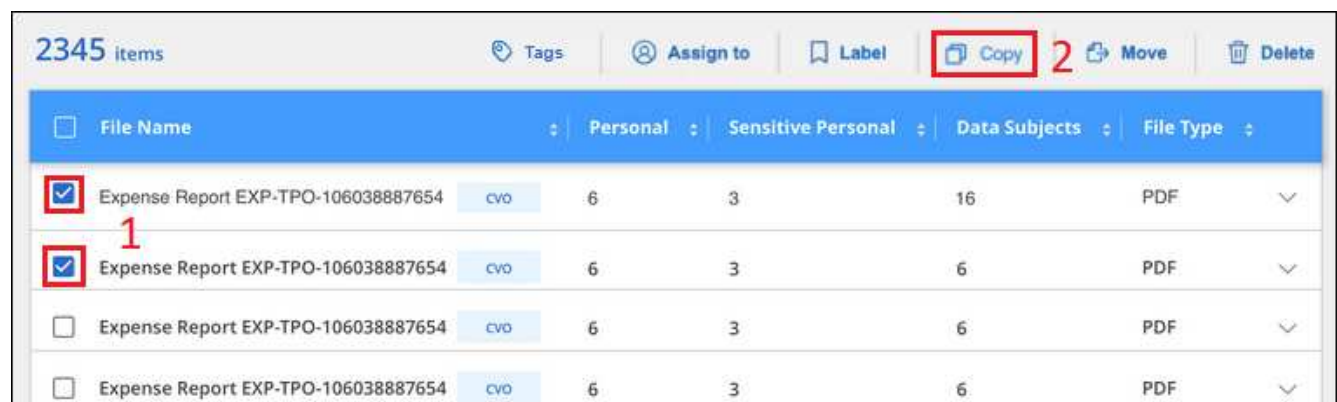 2345 items Tags Assign to Label Copy 2 Move Delete
File Name Personal Sensitive Personal Data Subjects File Type
Expense Report EXP-TPO-106038887654 CVO 6 3 16 PDF
1
Expense Report EXP-TPO-106038887654 CVO 6 3 6 PDF
Expense Report EXP-TPO-106038887654 CVO 6 3 6 PDF
Expense Report EXP-TPO-106038887654 CVO 6 3 6 PDF